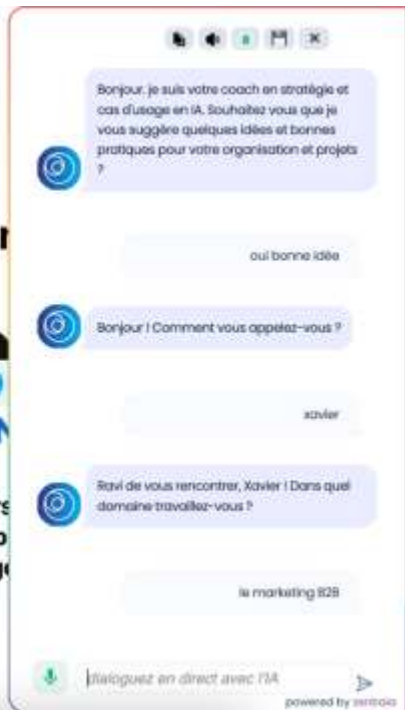 Bonjour. je suis votre coach en stratégie et
cas d'usage en IA. Souhaitez vous que je
vous suggère quelques idées et bonnes
pratiques pour votre organisation et projets
?
oui bonne idée
Bonjour ! Comment vous appelez-vous ?
xavier
Ravi de vous rencontrer, Xavier ! Dans quel
domaine travaillez-vous ?
le marketing B2B
dialoguez en direct avec l'IA
powered by